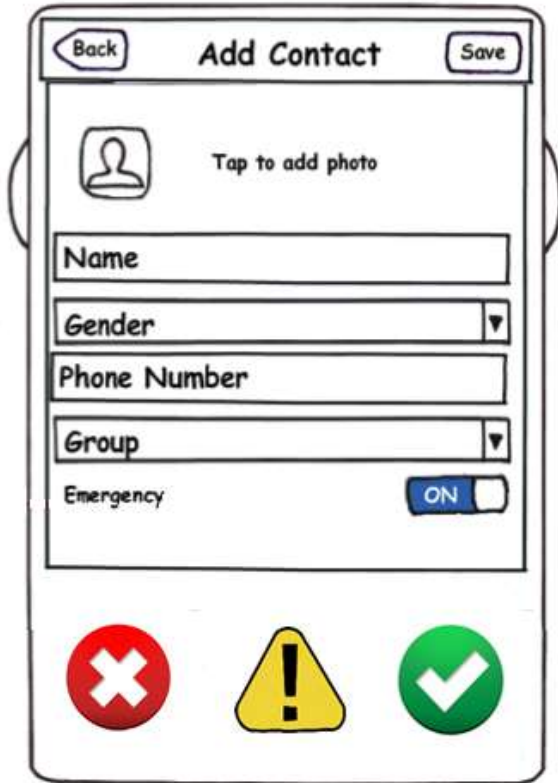 Back Add Contact Save
Tap to add photo
Name
Gender
Phone Number
Group
Emergency ON